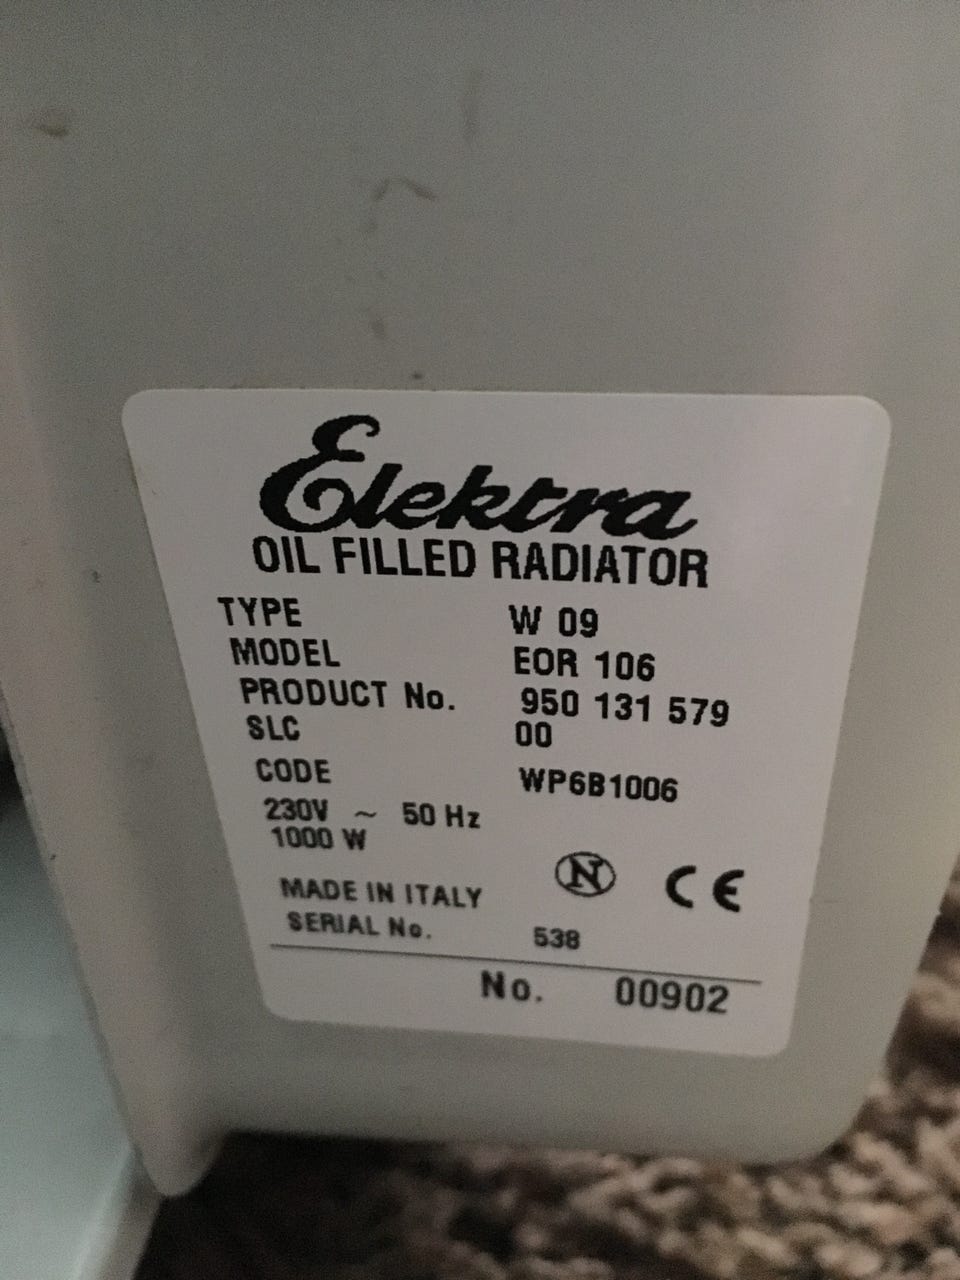 Elektra
OIL FILLED RADIATOR
TYPE W 09
MODEL EOR 106
PRODUCT No. 950 131 579
SLC 00
CODE WP6B1006
230V ~ 50 Hz
1000 W
N CE
MADE IN ITALY
SERIAL No. 538
No. 00902